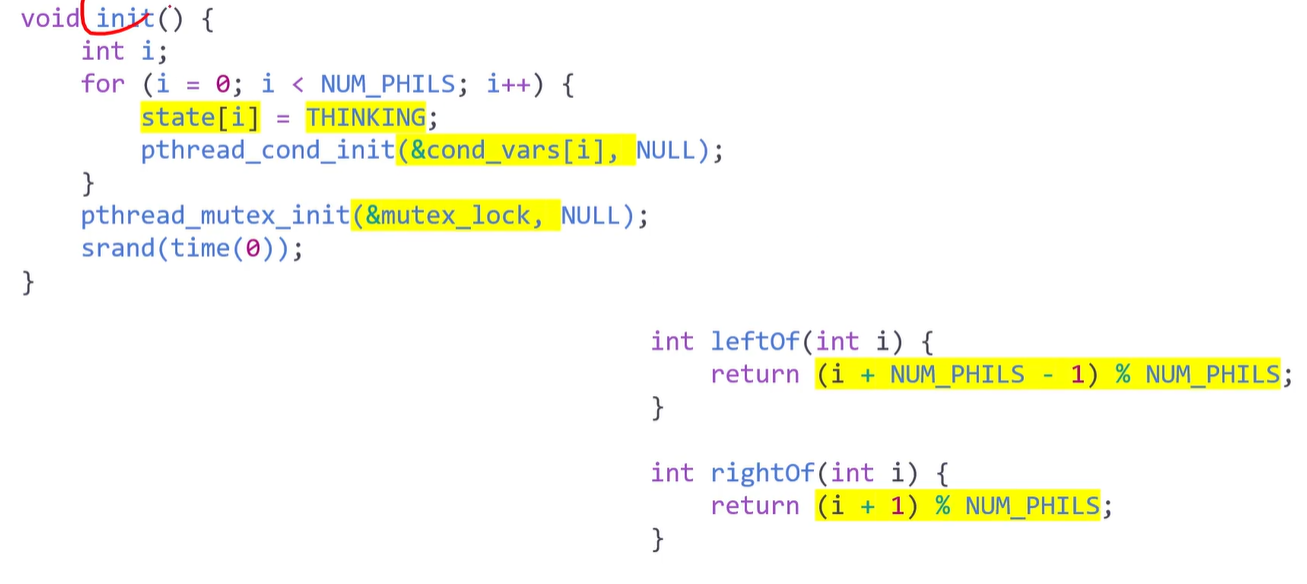 void init() {
    int i;
    for (i = 0; i < NUM_PHILS; i++) {
        state[i] = THINKING;
        pthread_cond_init(&cond_vars[i], NULL);
    }
    pthread_mutex_init(&mutex_lock, NULL);
    srand(time(0));
}
int leftOf(int i) {
    return (i + NUM_PHILS - 1) % NUM_PHILS;
}
int rightOf(int i) {
    return (i + 1) % NUM_PHILS;
}